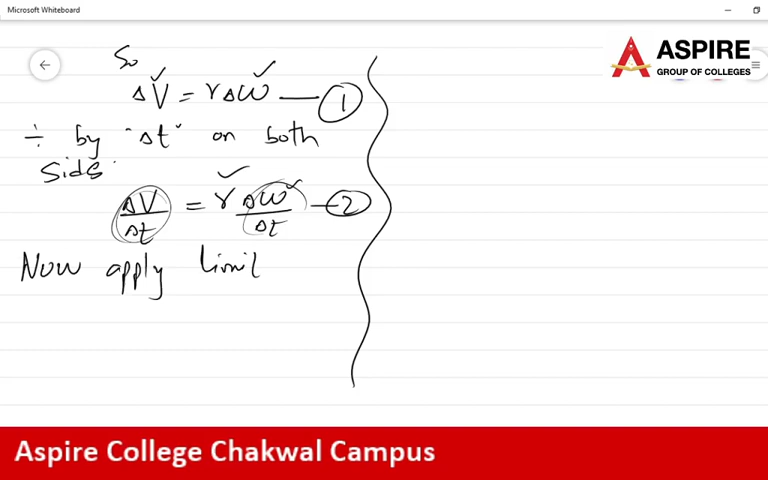 Microsoft Whiteboard
ASPIRE
GROUP OF COLLEGES
So
ΔV = rΔω — ①
÷ by "Δt" on both
Sids
ΔV/Δt = r Δω/Δt — ②
Now apply limit
Aspire College Chakwal Campus